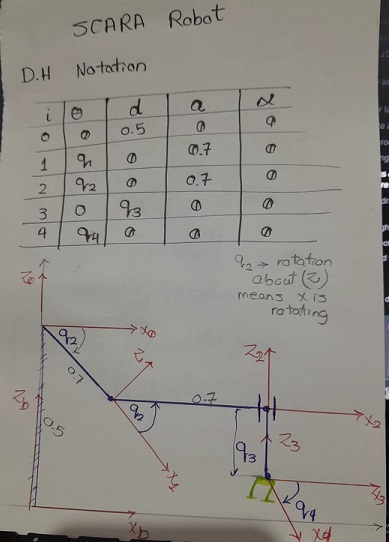 SCARA Robot
D.H Notation
i θ d a α
0 0 0.5 0 0
1 q1 0 0.7 0
2 q2 0 0.7 0
3 0 q3 0 0
4 q4 0 0 0
q2 → rotation
about (z)
means x is
rotating
z0
q2
x0
0.7
z1
z2
zb
0.7
q2
x2
0.5
q3
z3
x1
x3
q4
xb
x4